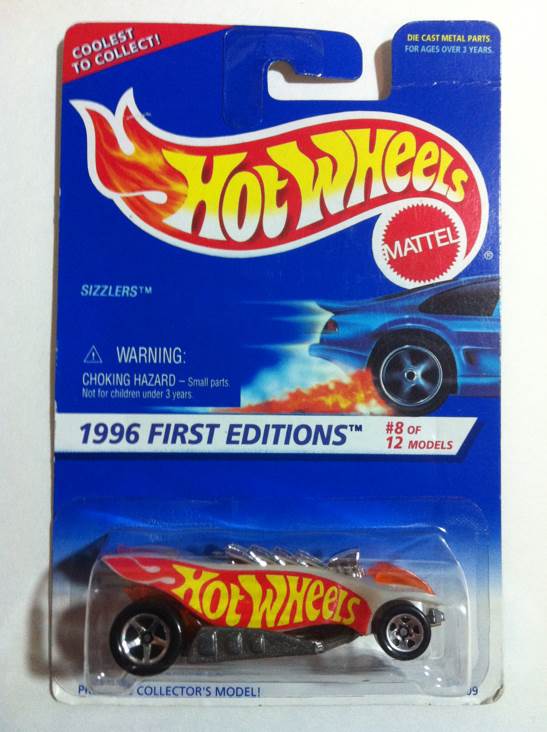 COOLEST
TO COLLECT!
DIE CAST METAL PARTS.
FOR AGES OVER 3 YEARS.
HOT WHEELS
MATTEL
®
SIZZLERS™
WARNING:
CHOKING HAZARD – Small parts.
Not for children under 3 years.
1996 FIRST EDITIONS™
#8 OF
12 MODELS
HOT WHEELS
COLLECTOR'S MODEL!